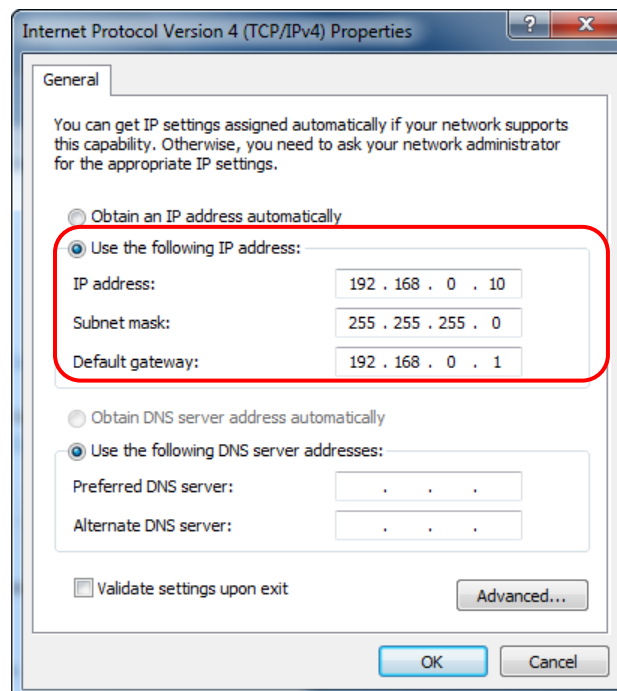 Internet Protocol Version 4 (TCP/IPv4) Properties
General
You can get IP settings assigned automatically if your network supports
this capability. Otherwise, you need to ask your network administrator
for the appropriate IP settings.
Obtain an IP address automatically
Use the following IP address:
IP address: 192 . 168 . 0 . 10
Subnet mask: 255 . 255 . 255 . 0
Default gateway: 192 . 168 . 0 . 1
Obtain DNS server address automatically
Use the following DNS server addresses:
Preferred DNS server: . . .
Alternate DNS server: . . .
Validate settings upon exit
Advanced...
OK Cancel